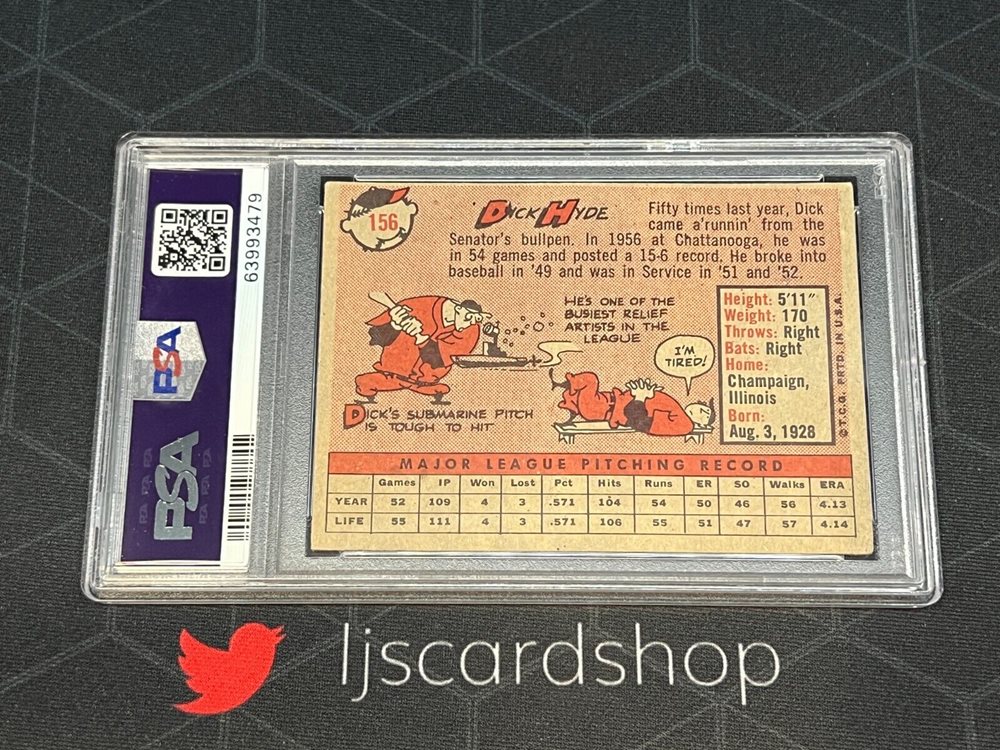 63993479
PSA
PSA
156
DICK HYDE
Fifty times last year, Dick
came a'runnin' from the
Senator's bullpen. In 1956 at Chattanooga, he was
in 54 games and posted a 15-6 record. He broke into
baseball in '49 and was in Service in '51 and '52.
HE'S ONE OF THE
BUSIEST RELIEF
ARTISTS IN THE
LEAGUE
I'M
TIRED!
DICK'S SUBMARINE PITCH
IS TOUGH TO HIT
Height: 5'11"
Weight: 170
Throws: Right
Bats: Right
Home:
Champaign,
Illinois
Born:
Aug. 3, 1928
© T.C.G. PRTD. IN U.S.A.
MAJOR LEAGUE PITCHING RECORD
Games IP Won Lost Pct Hits Runs ER SO Walks ERA
YEAR 52 109 4 3 .571 104 54 50 46 56 4.13
LIFE 55 111 4 3 .571 106 55 51 47 57 4.14
ljscardshop